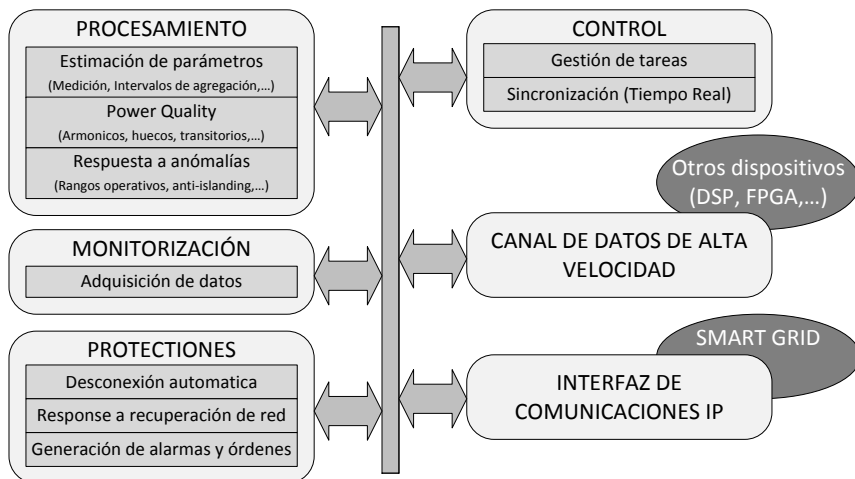 PROCESAMIENTO
Estimación de parámetros
(Medición, Intervalos de agregación,...)
Power Quality
(Armonicos, huecos, transitorios,...)
Respuesta a anómalías
(Rangos operativos, anti-islanding,...)
MONITORIZACIÓN
Adquisición de datos
PROTECTIONES
Desconexión automatica
Response a recuperación de red
Generación de alarmas y órdenes
CONTROL
Gestión de tareas
Sincronización (Tiempo Real)
Otros dispositivos
(DSP, FPGA,...)
CANAL DE DATOS DE ALTA
VELOCIDAD
SMART GRID
INTERFAZ DE
COMUNICACIONES IP